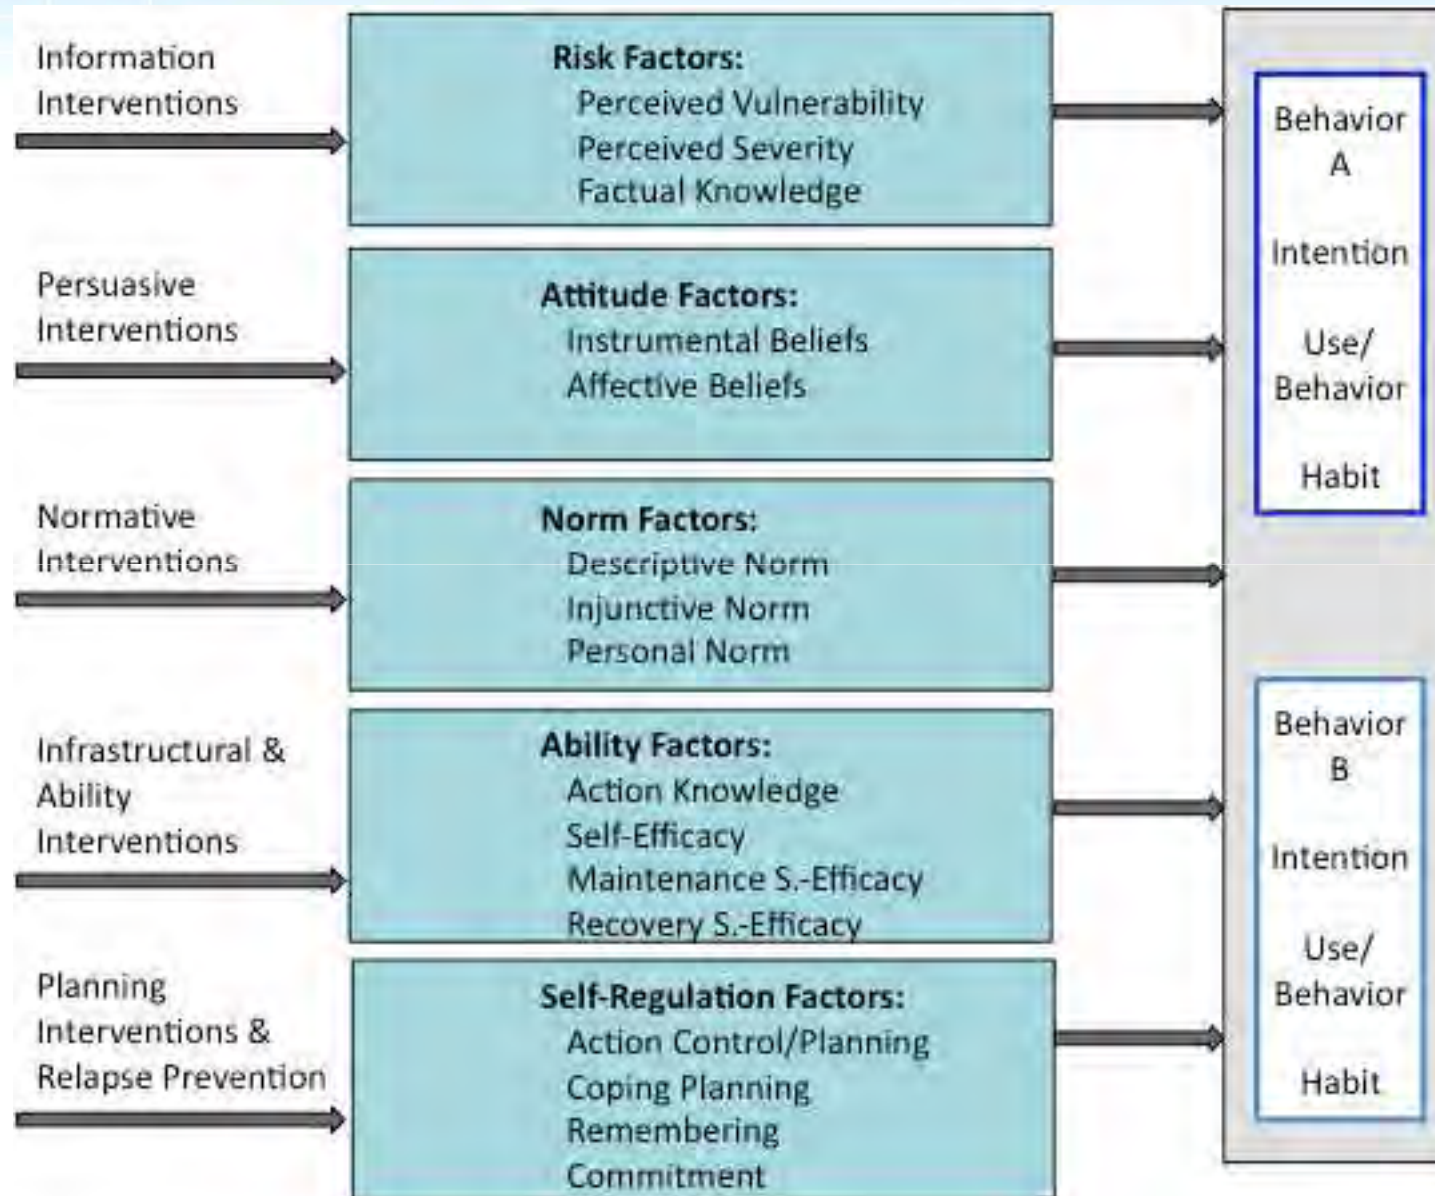 Information
Interventions
Risk Factors:
Perceived Vulnerability
Perceived Severity
Factual Knowledge
Persuasive
Interventions
Attitude Factors:
Instrumental Beliefs
Affective Beliefs
Normative
Interventions
Norm Factors:
Descriptive Norm
Injunctive Norm
Personal Norm
Infrastructural &
Ability
Interventions
Ability Factors:
Action Knowledge
Self-Efficacy
Maintenance S.-Efficacy
Recovery S.-Efficacy
Planning
Interventions &
Relapse Prevention
Self-Regulation Factors:
Action Control/Planning
Coping Planning
Remembering
Commitment
Behavior
A
Intention
Use/
Behavior
Habit
Behavior
B
Intention
Use/
Behavior
Habit